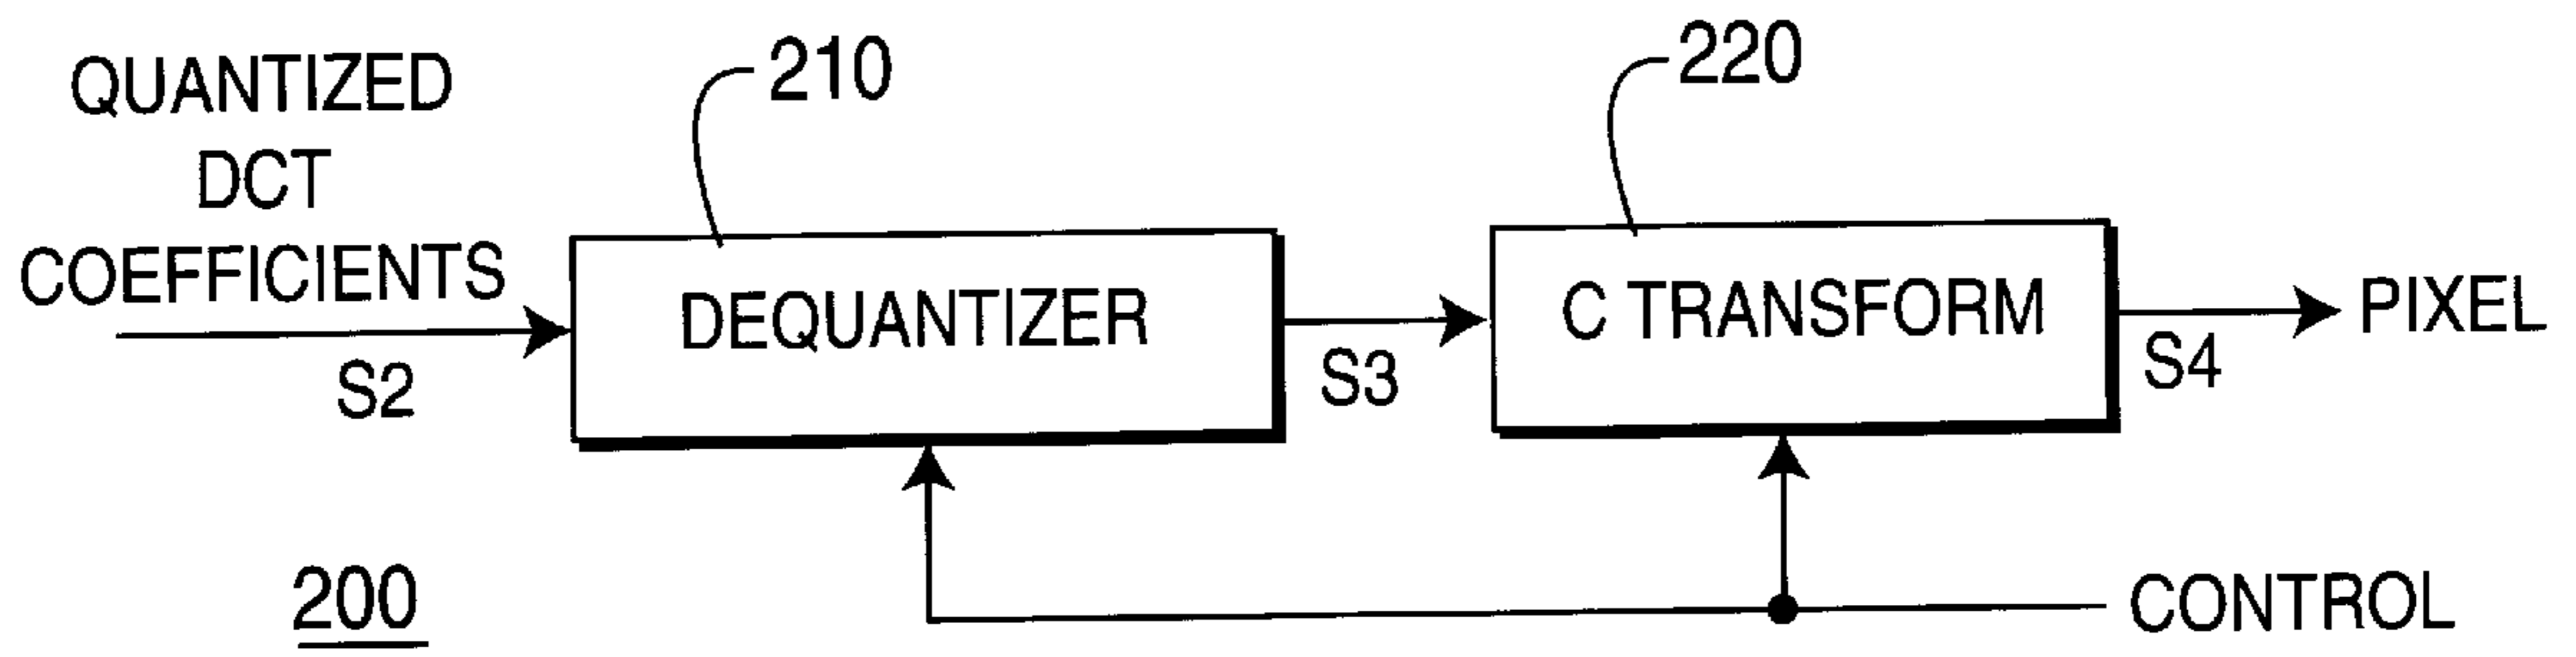 QUANTIZED
DCT
COEFFICIENTS
S2
210
DEQUANTIZER
S3
220
C TRANSFORM
S4
PIXEL
200
CONTROL